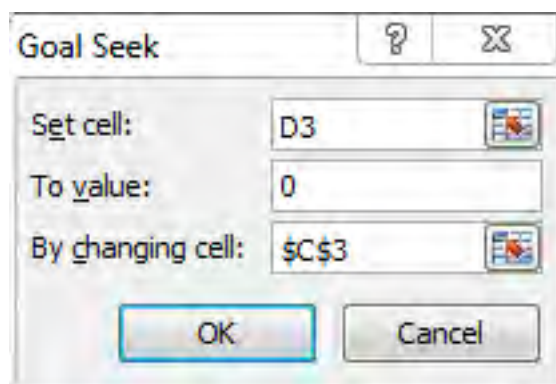 Goal Seek ?
Set cell: D3
To value: 0
By changing cell: $C$3
OK Cancel